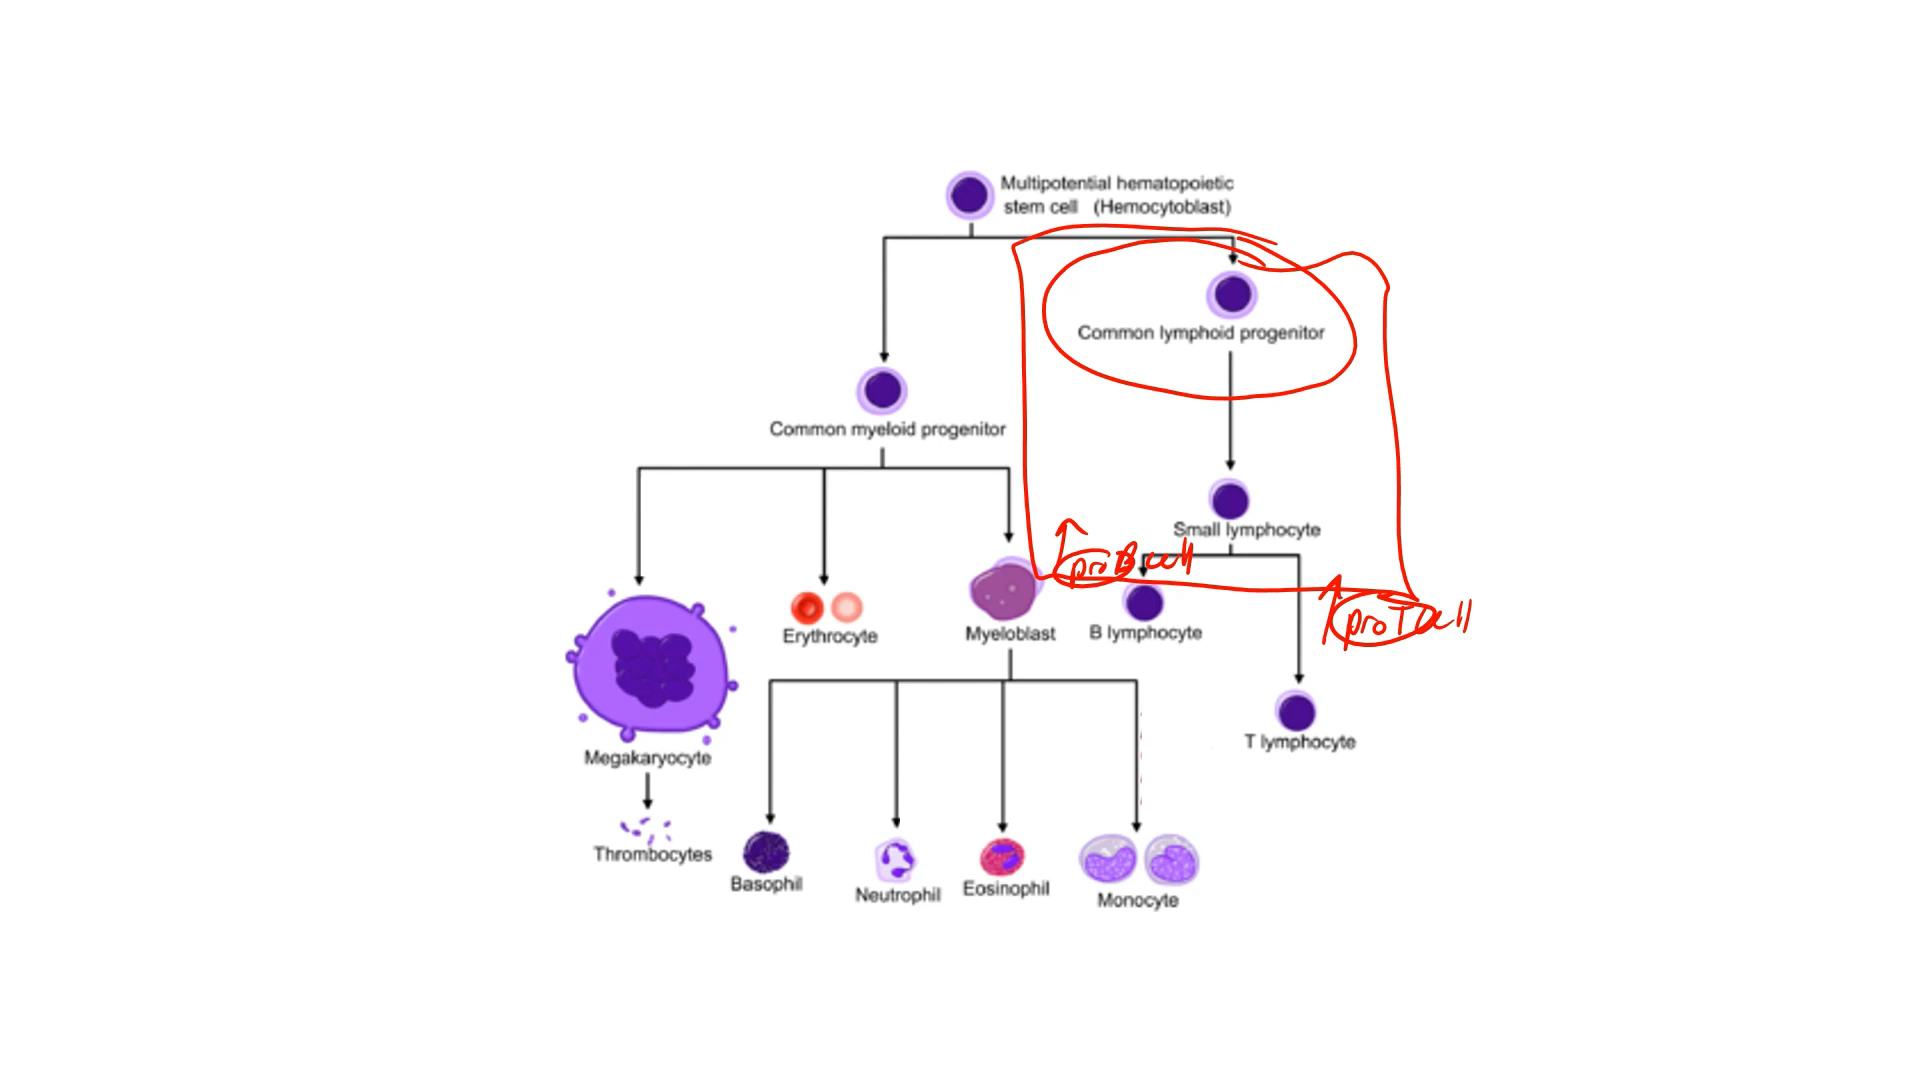 Multipotential hematopoietic
stem cell (Hemocytoblast)
Common lymphoid progenitor
Common myeloid progenitor
Small lymphocyte
pro B cell
pro T cell
Erythrocyte
Myeloblast
B lymphocyte
T lymphocyte
Megakaryocyte
Thrombocytes
Basophil
Neutrophil
Eosinophil
Monocyte